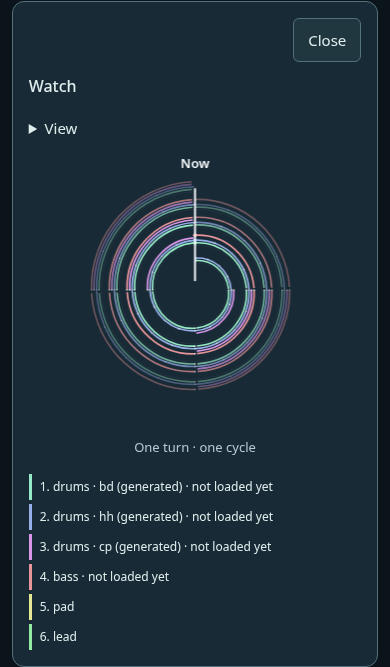 Close
Watch
▶ View
Now
One turn · one cycle
1. drums · bd (generated) · not loaded yet
2. drums · hh (generated) · not loaded yet
3. drums · cp (generated) · not loaded yet
4. bass · not loaded yet
5. pad
6. lead